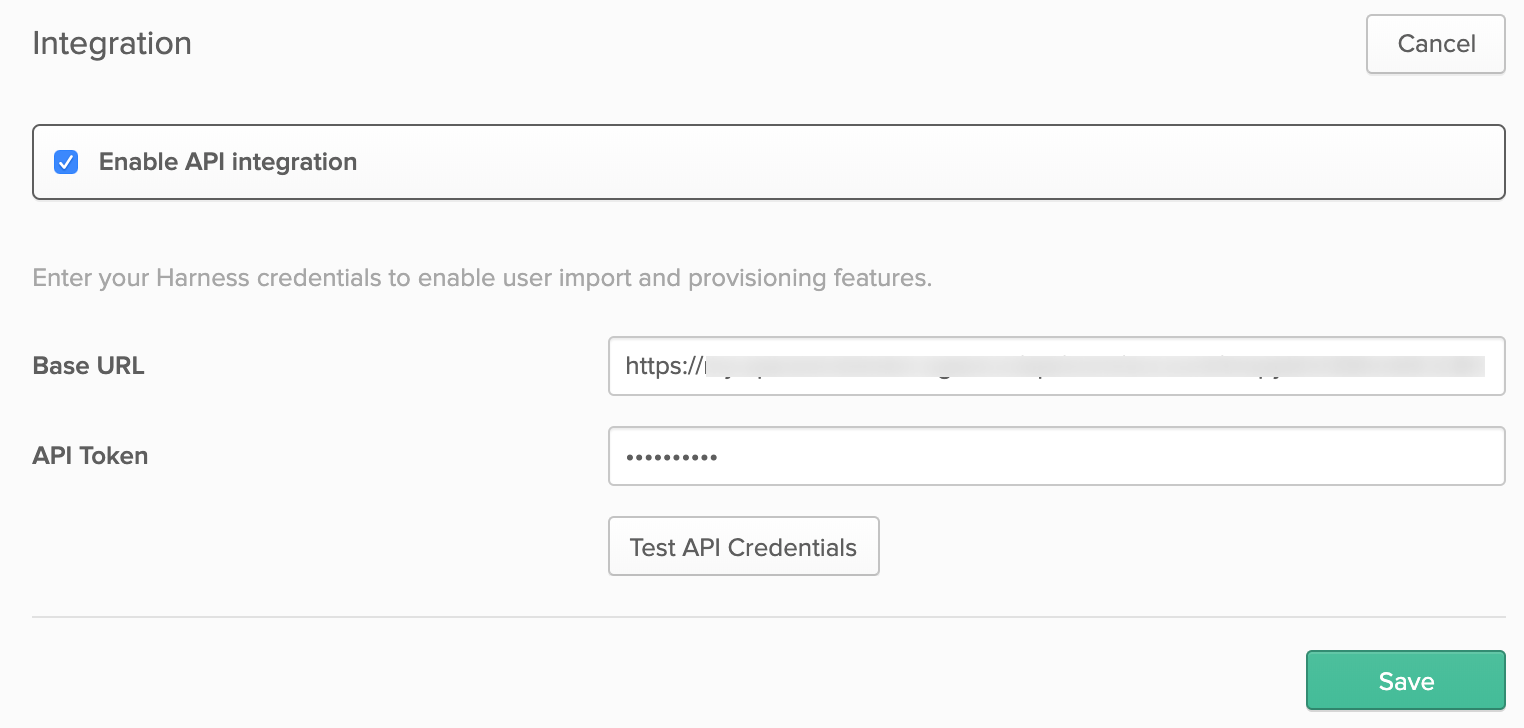 Integration
Cancel
Enable API integration
Enter your Harness credentials to enable user import and provisioning features.
Base URL
https://
API Token
••••••••••
Test API Credentials
Save